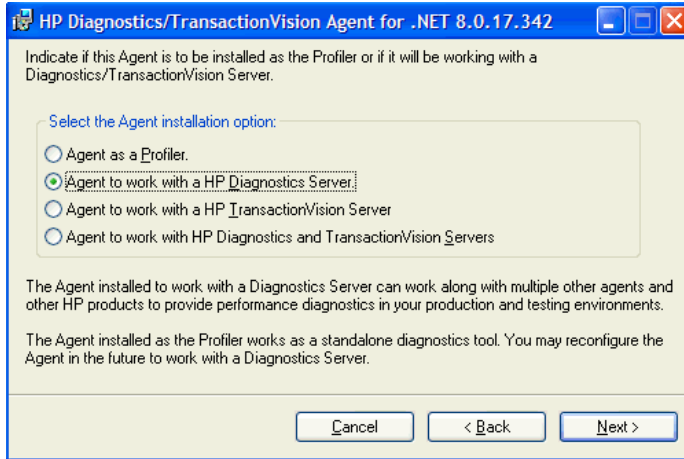 HP Diagnostics/TransactionVision Agent for .NET 8.0.17.342
Indicate if this Agent is to be installed as the Profiler or if it will be working with a
Diagnostics/TransactionVision Server.
Select the Agent installation option:
Agent as a Profiler.
Agent to work with a HP Diagnostics Server.
Agent to work with a HP TransactionVision Server
Agent to work with HP Diagnostics and TransactionVision Servers
The Agent installed to work with a Diagnostics Server can work along with multiple other agents and
other HP products to provide performance diagnostics in your production and testing environments.
The Agent installed as the Profiler works as a standalone diagnostics tool. You may reconfigure the
Agent in the future to work with a Diagnostics Server.
Cancel < Back Next >